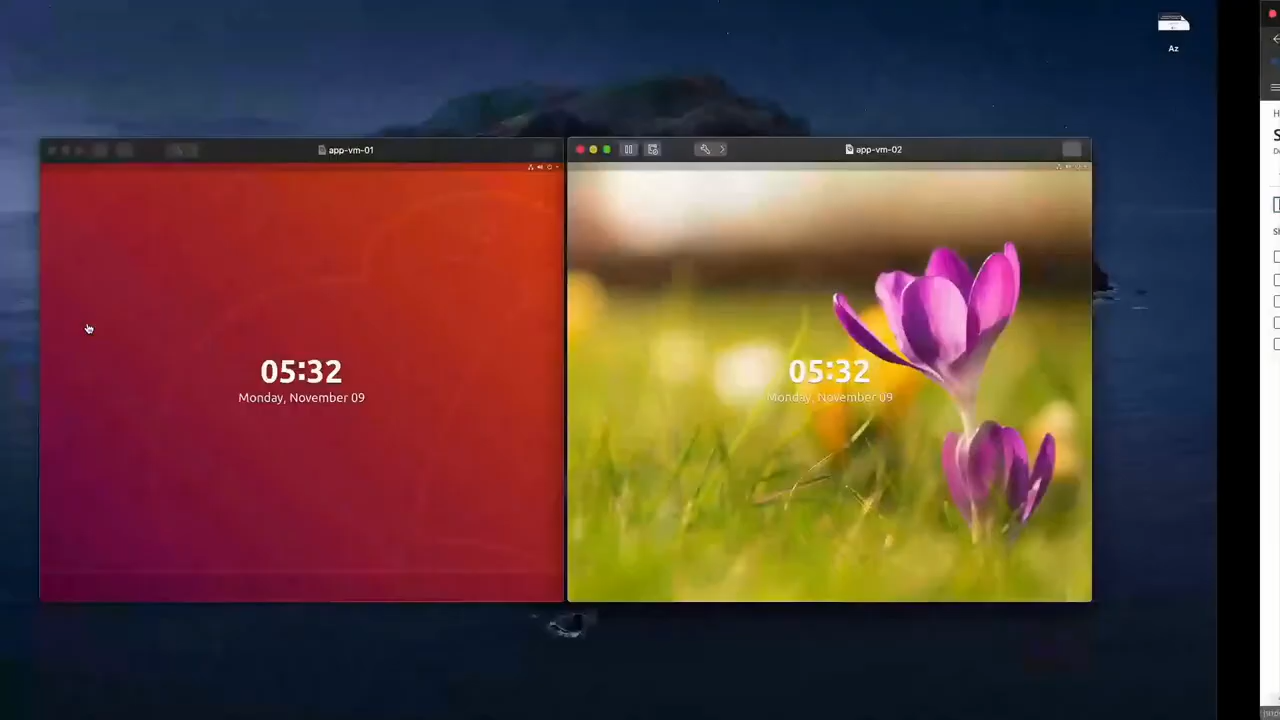 Az
app-vm-01
app-vm-02
05:32
Monday, November 09
05:32
Monday, November 09